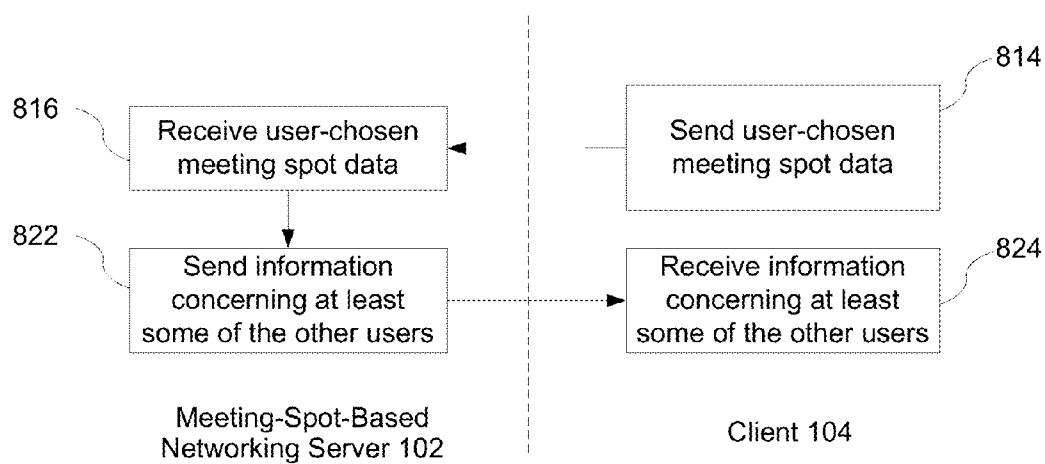 814
816
Receive user-chosen
meeting spot data
Send user-chosen
meeting spot data
822
Send information
concerning at least
some of the other users
824
Receive information
concerning at least
some of the other users
Meeting-Spot-Based
Networking Server 102
Client 104